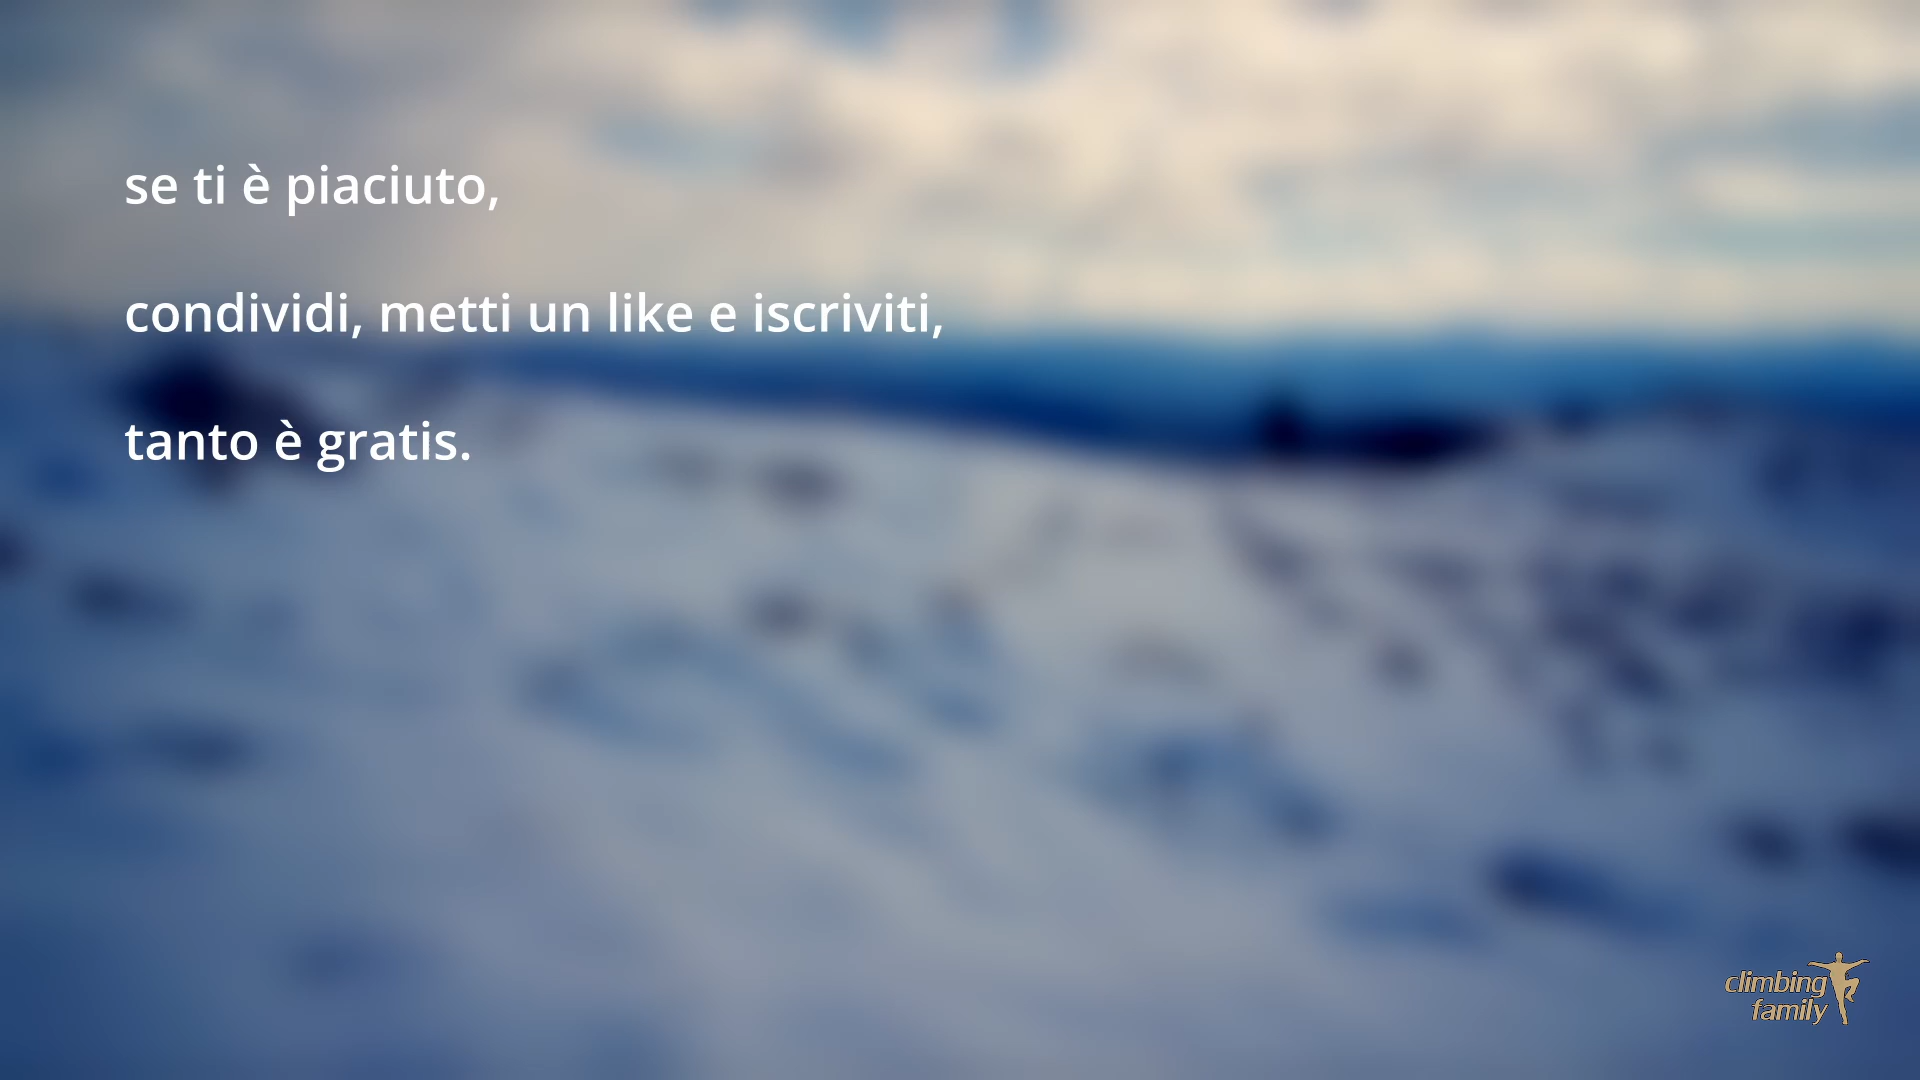 se ti è piaciuto,
condividi, metti un like e iscriviti,
tanto è gratis.
climbing
family